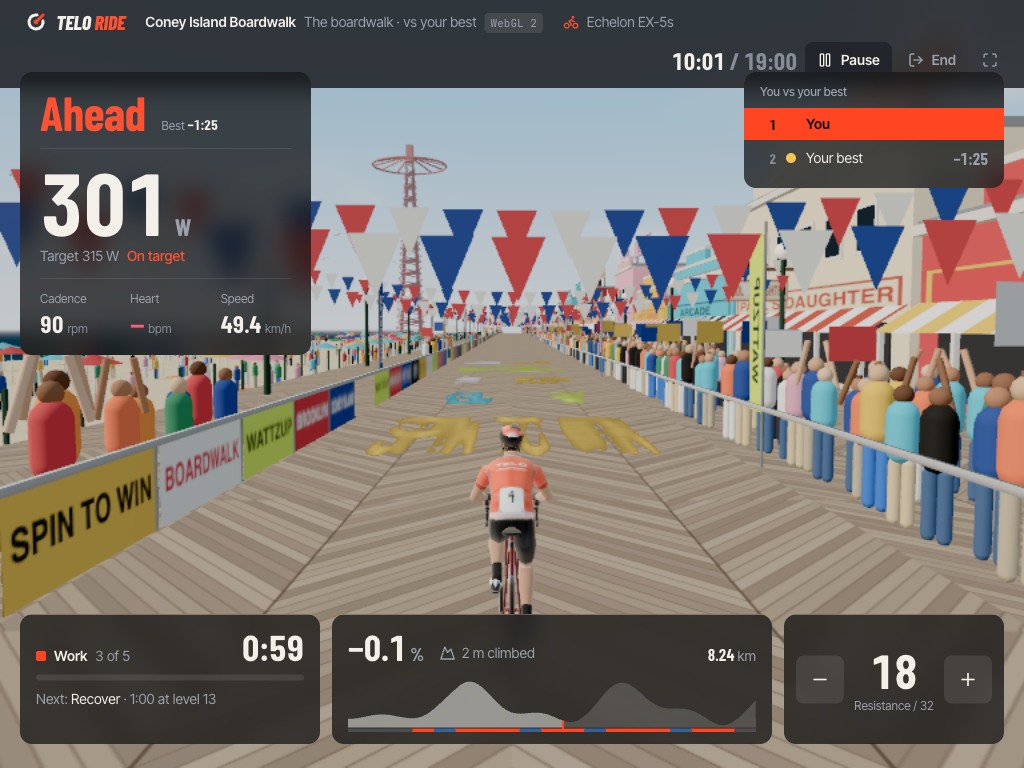 TELO RIDE Coney Island Boardwalk The boardwalk · vs your best WebGL 2 Echelon EX-5s
10:01 / 19:00 Pause End
Ahead Best −1:25
301 W
Target 315 W On target
Cadence Heart Speed
90 rpm – bpm 49.4 km/h
You vs your best
1 You
2 Your best −1:25
DAUGHTER
ARCADE
WATTZUP
SPIN TO WIN
BOARDWALK
WATTZUP
BROOKLYN
TELO
4
Work 3 of 5 0:59
Next: Recover · 1:00 at level 13
−0.1 % 2 m climbed 8.24 km
− 18 +
Resistance / 32